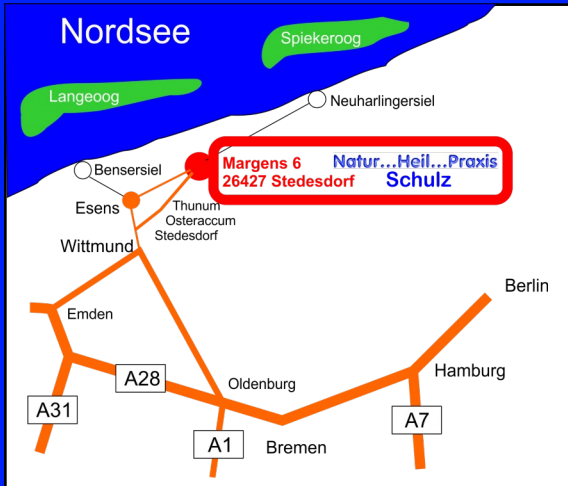 Nordsee
Spiekeroog
Langeoog
Neuharlingersiel
Bensersiel
Margens 6
26427 Stedesdorf
Natur...Heil...Praxis
Schulz
Esens
Thunum
Osteraccum
Stedesdorf
Wittmund
Emden
Berlin
Hamburg
A28
Oldenburg
A31
A7
A1
Bremen